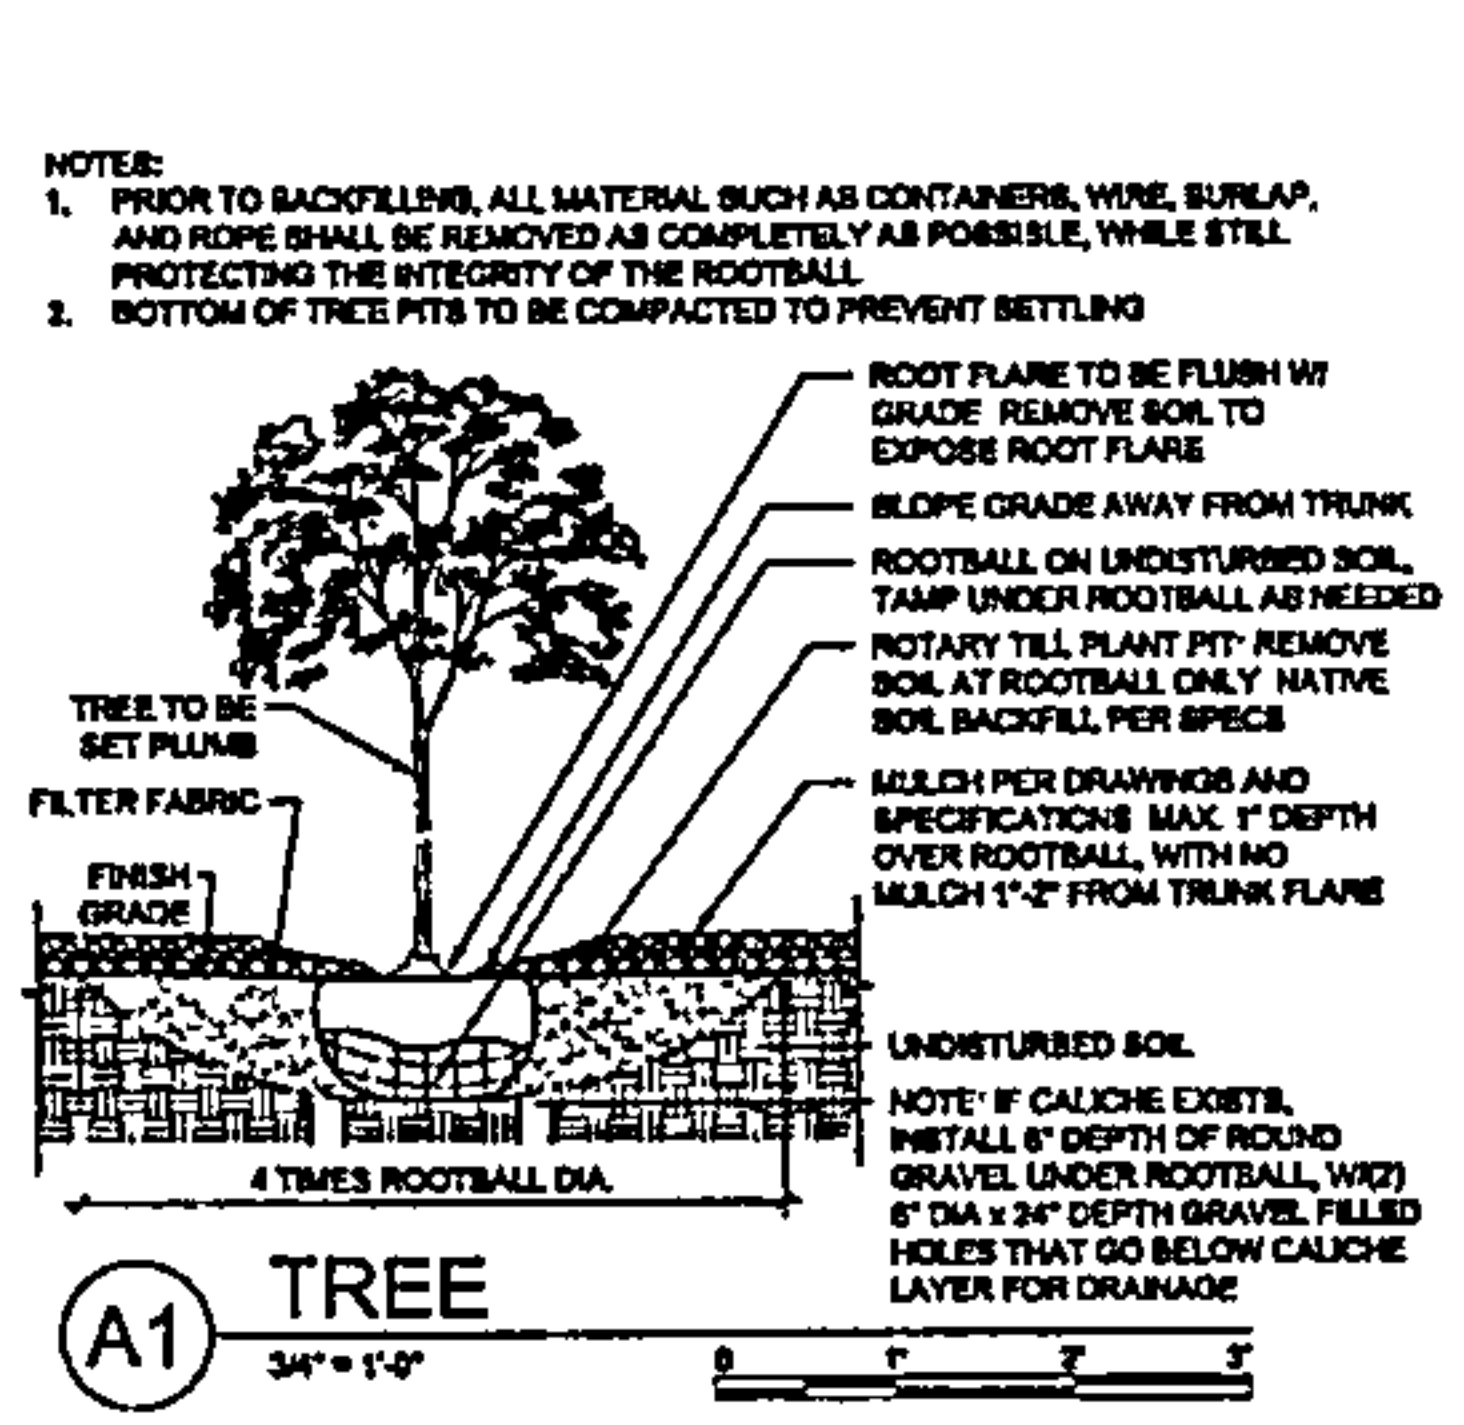 NOTES:
1. PRIOR TO BACKFILLING, ALL MATERIAL SUCH AS CONTAINERS, WIRE, BURLAP,
AND ROPE SHALL BE REMOVED AS COMPLETELY AS POSSIBLE, WHILE STILL
PROTECTING THE INTEGRITY OF THE ROOTBALL
2. BOTTOM OF TREE PITS TO BE COMPACTED TO PREVENT SETTLING
ROOT FLARE TO BE FLUSH W/
GRADE REMOVE SOIL TO
EXPOSE ROOT FLARE
SLOPE GRADE AWAY FROM TRUNK
ROOTBALL ON UNDISTURBED SOIL,
TAMP UNDER ROOTBALL AS NEEDED
ROTARY TILL PLANT PIT REMOVE
SOIL AT ROOTBALL ONLY NATIVE
SOIL BACKFILL PER SPECS
TREE TO BE
SET PLUMB
FILTER FABRIC
MULCH PER DRAWINGS AND
SPECIFICATIONS MAX. 1" DEPTH
OVER ROOTBALL, WITH NO
MULCH 1"-2" FROM TRUNK FLARE
FINISH
GRADE
UNDISTURBED SOIL
NOTE: IF CALICHE EXISTS,
INSTALL 6" DEPTH OF ROUND
GRAVEL UNDER ROOTBALL, W/(2)
6" DIA x 24" DEPTH GRAVEL FILLED
HOLES THAT GO BELOW CALICHE
LAYER FOR DRAINAGE
4 TIMES ROOTBALL DIA.
A1
TREE
3/4" = 1'-0"
0 1' 2' 3'